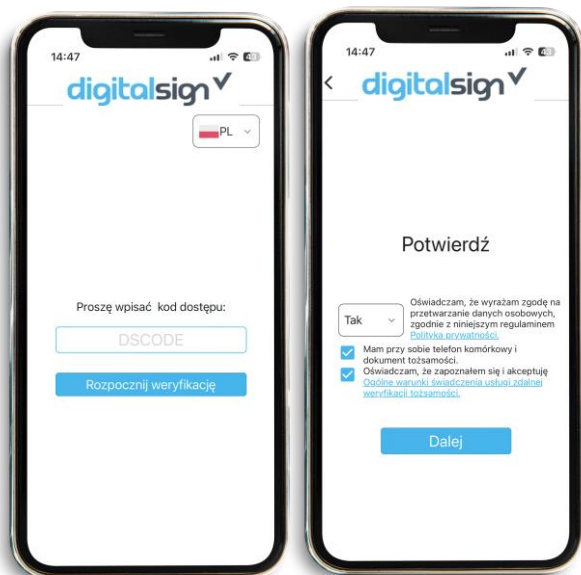 14:47
digitalsign
PL
Proszę wpisać kod dostępu:
DSCODE
Rozpocznij weryfikację
14:47
digitalsign
Potwierdź
Tak
Oświadczam, że wyrażam zgodę na
przetwarzanie danych osobowych,
zgodnie z niniejszym regulaminem
Polityka prywatności.
Mam przy sobie telefon komórkowy i
dokument tożsamości.
Oświadczam, że zapoznałem się i akceptuję
Ogólne warunki świadczenia usługi zdalnej
weryfikacji tożsamości.
Dalej